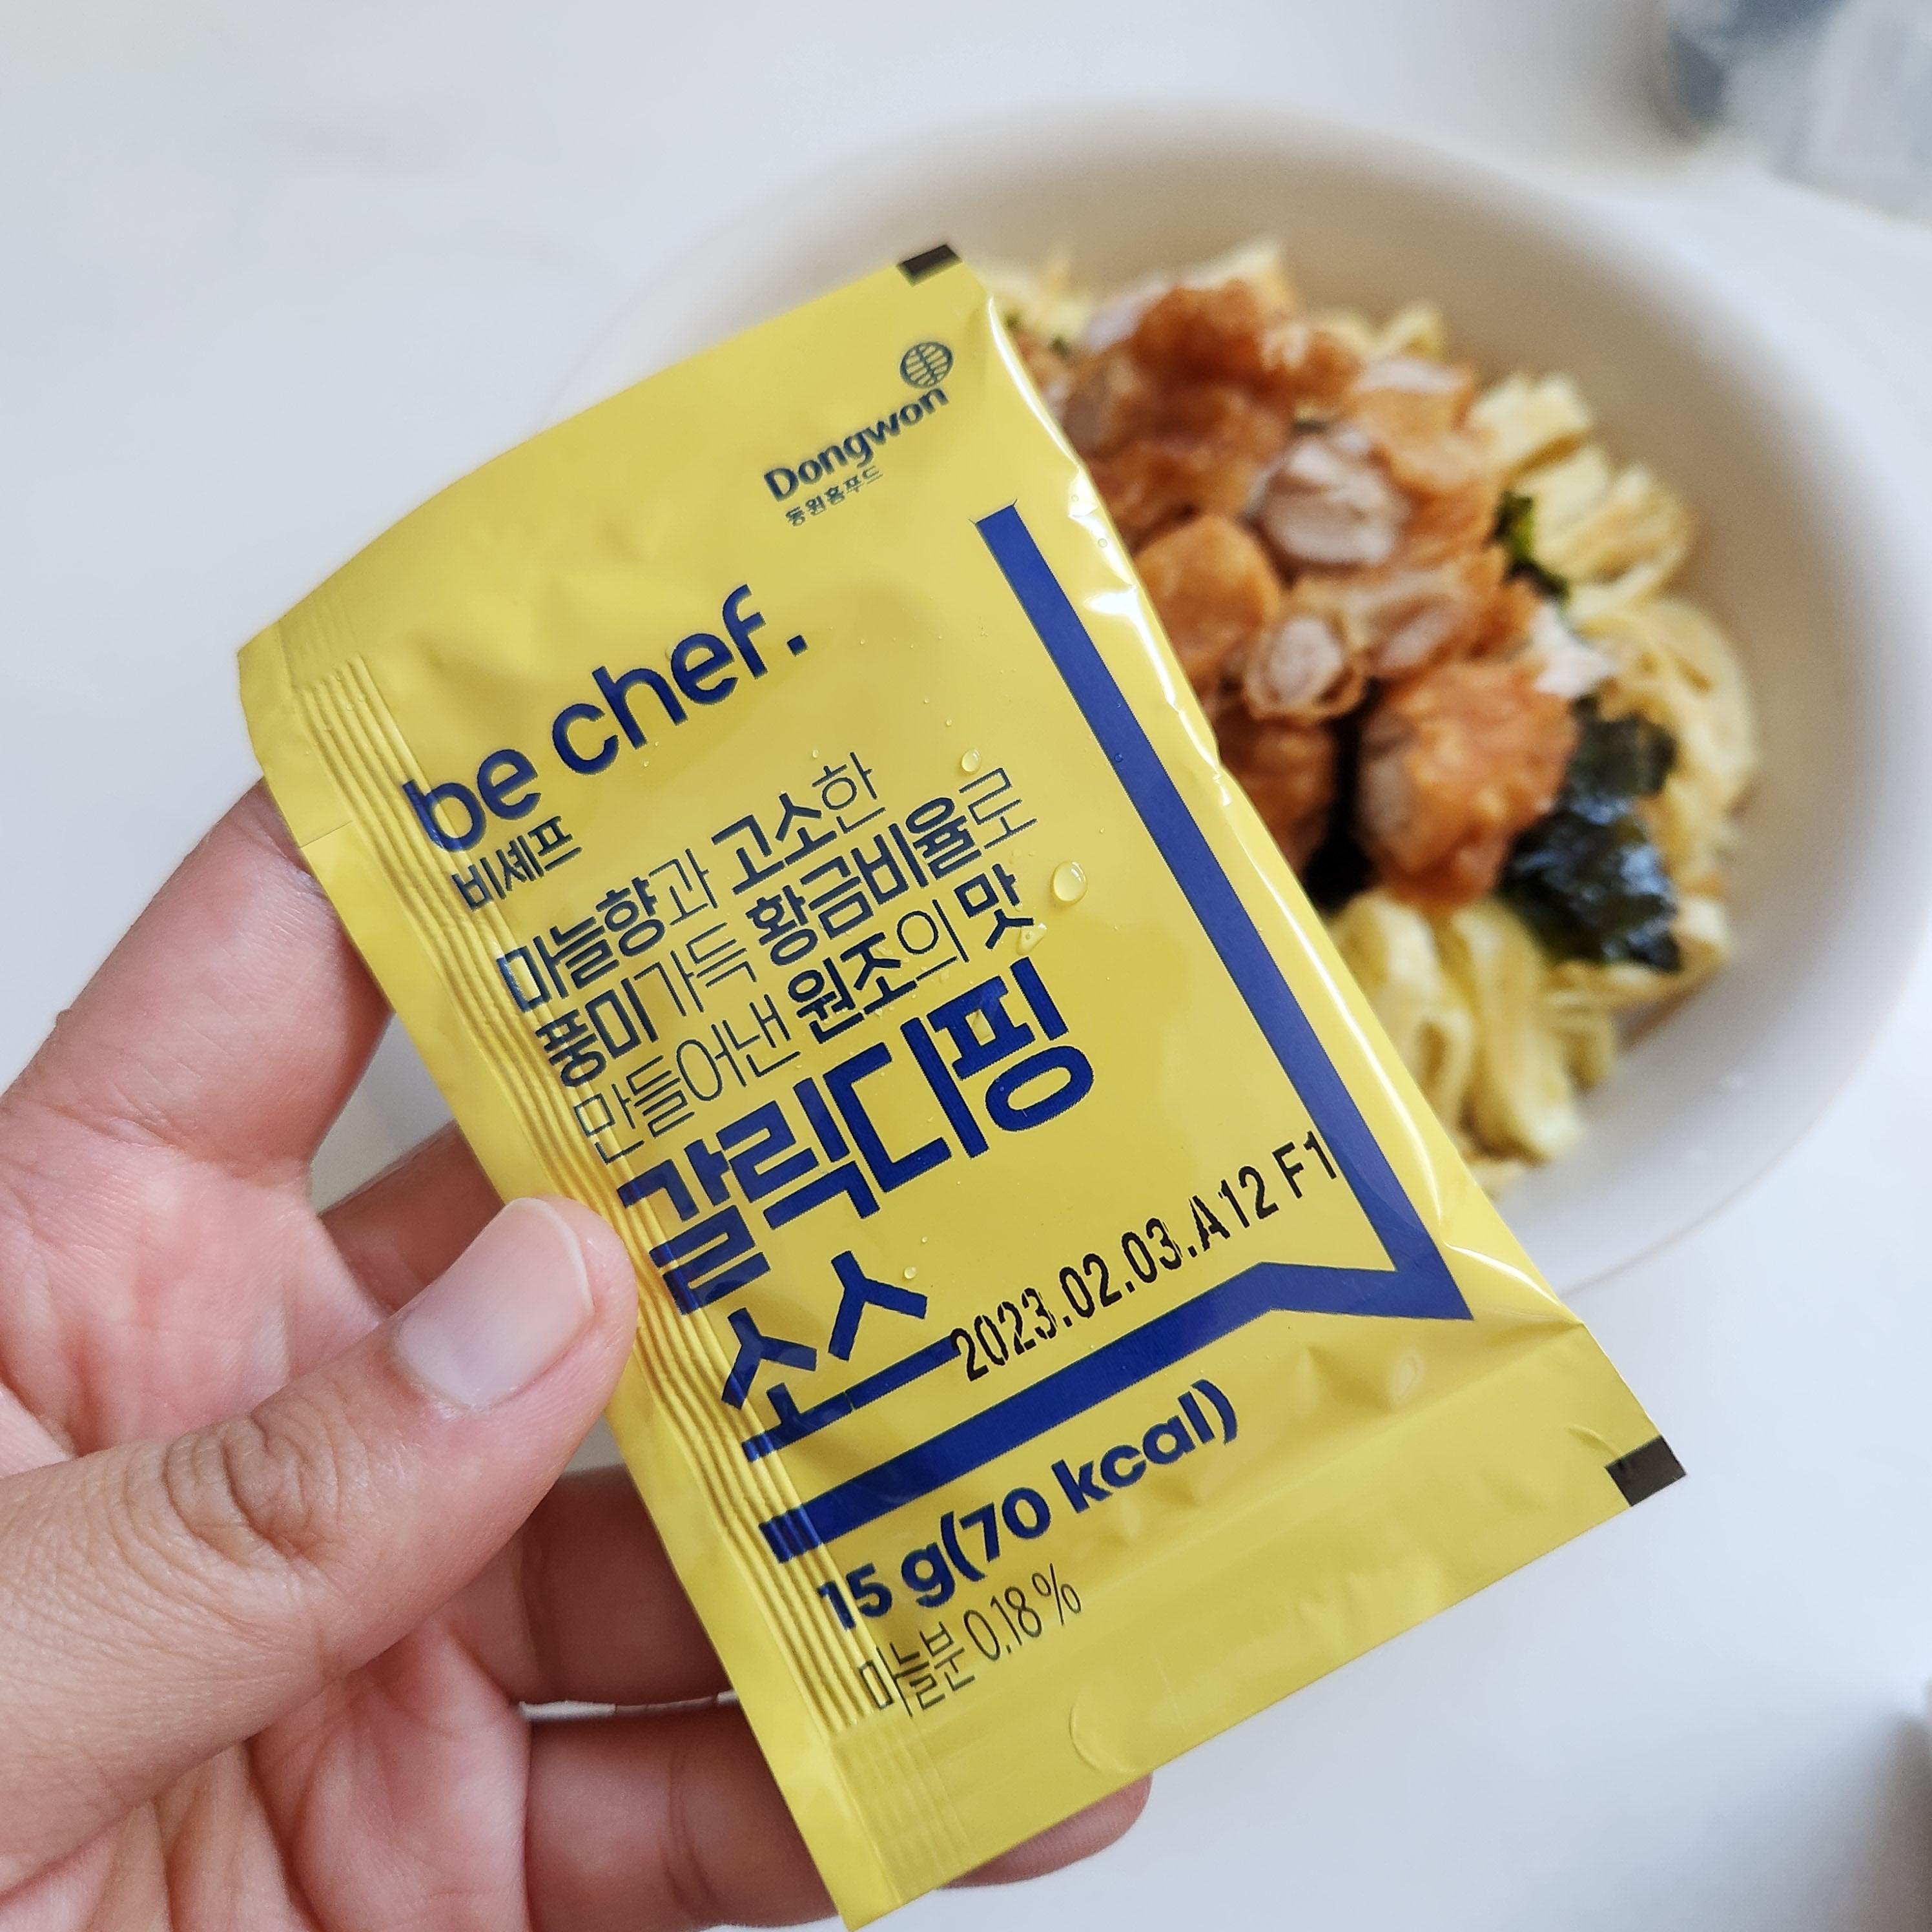 Dongwon
동원홈푸드
be chef.
비셰프
마늘향과 고소한
풍미가득 황금비율로
만들어낸 원조의 맛
갈릭디핑
소스
2023.02.03.A12 F1
15 g(70 kcal)
마늘분 0.18 %